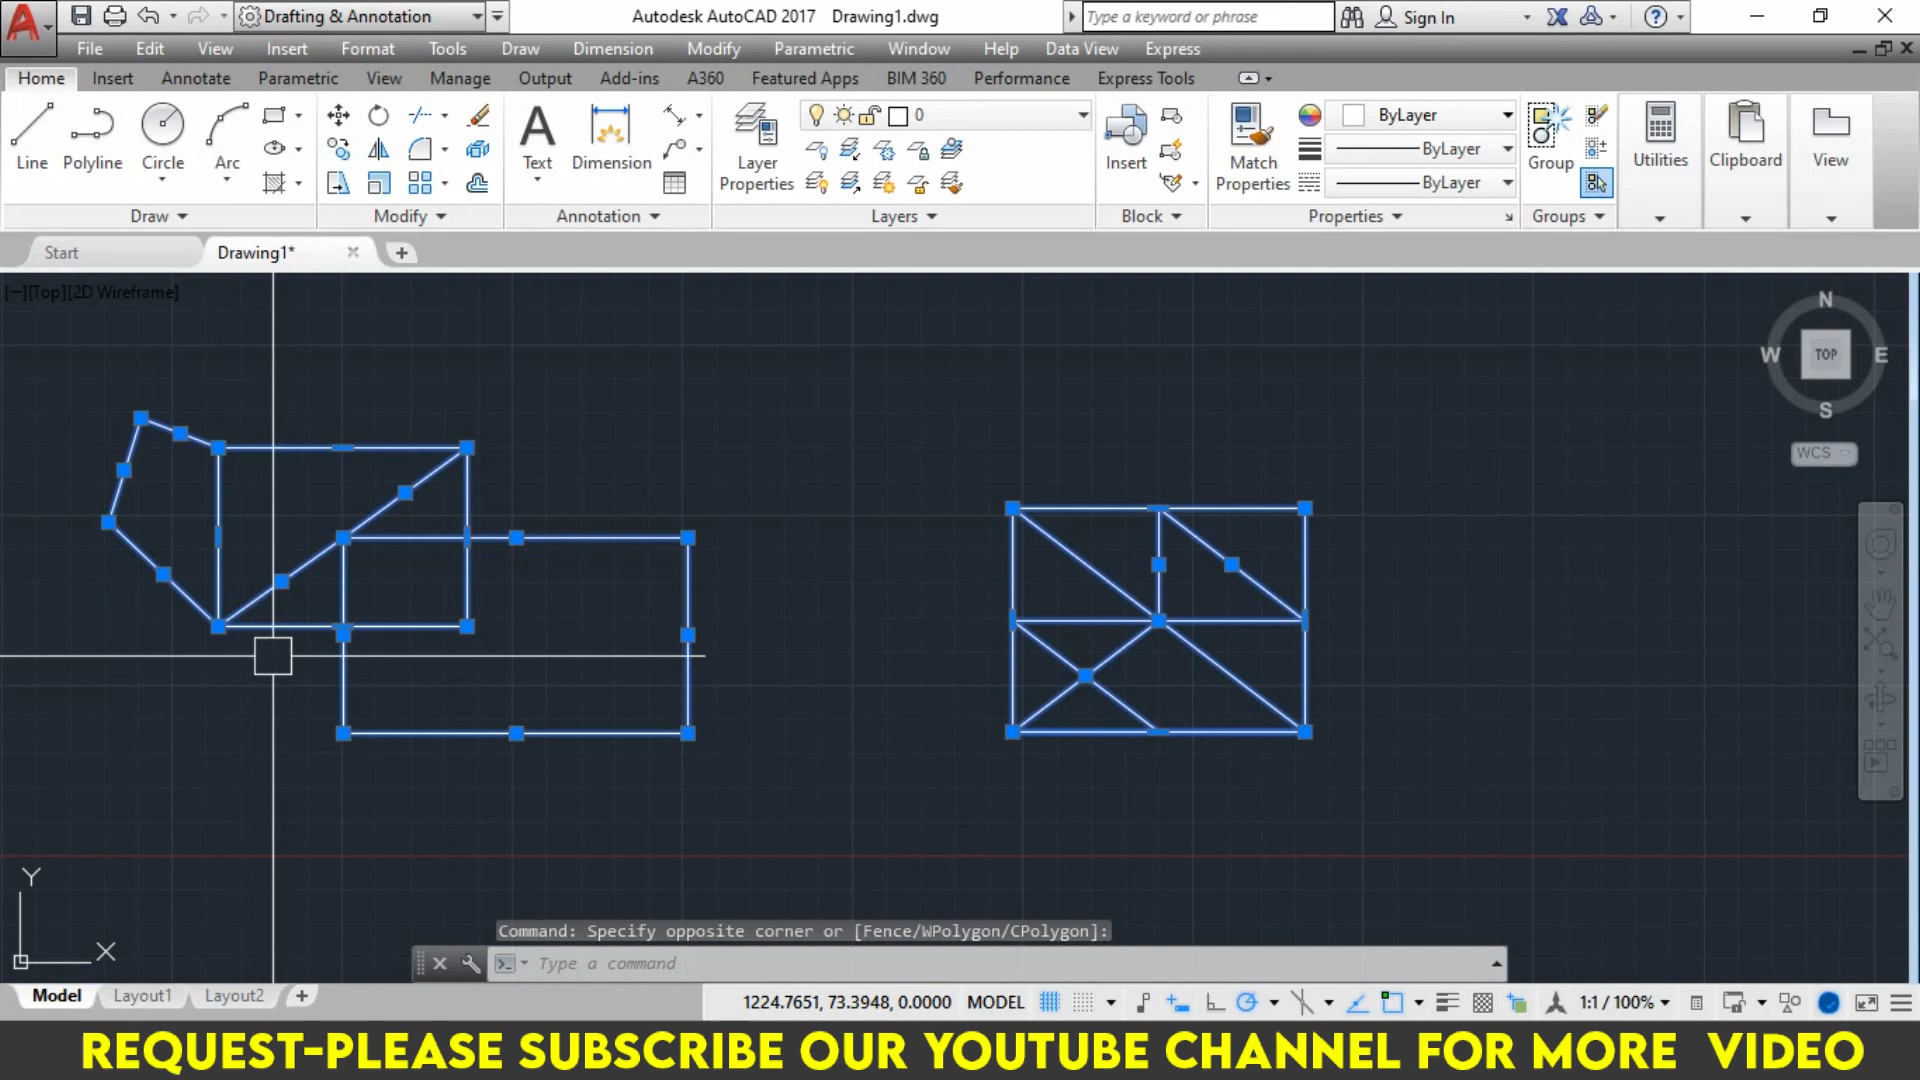 Drafting & Annotation
Autodesk AutoCAD 2017 Drawing1.dwg
Type a keyword or phrase
Sign In
File Edit View Insert Format Tools Draw Dimension Modify Parametric Window Help Data View Express
Home Insert Annotate Parametric View Manage Output Add-ins A360 Featured Apps BIM 360 Performance Express Tools
0
ByLayer
ByLayer
ByLayer
Line Polyline Circle Arc
Text Dimension
Layer
Properties
Insert
Match
Properties
Group
Utilities
Clipboard
View
Draw Modify Annotation Layers Block Properties Groups
Start Drawing1*
[−][Top][2D Wireframe]
N
W TOP E
S
WCS
Y
X
Command: Specify opposite corner or [Fence/WPolygon/CPolygon]:
Type a command
Model Layout1 Layout2
1224.7651, 73.3948, 0.0000 MODEL
1:1 / 100%
REQUEST-PLEASE SUBSCRIBE OUR YOUTUBE CHANNEL FOR MORE VIDEO